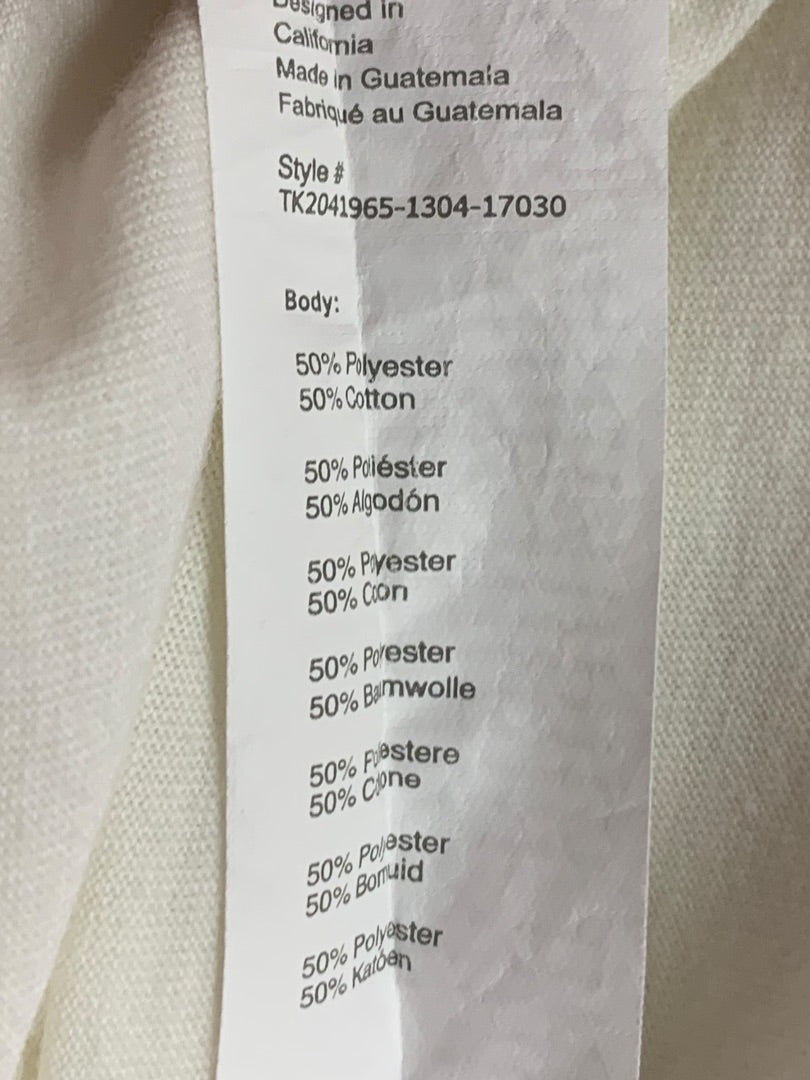 Designed in
California
Made in Guatemala
Fabriqué au Guatemala
Style #
TK2041965-1304-17030
Body:
50% Polyester
50% Cotton
50% Poliéster
50% Algodón
50% Polyester
50% Coton
50% Polyester
50% Baumwolle
50% Poliestere
50% Cotone
50% Polyester
50% Bomuld
50% Polyester
50% Katoen